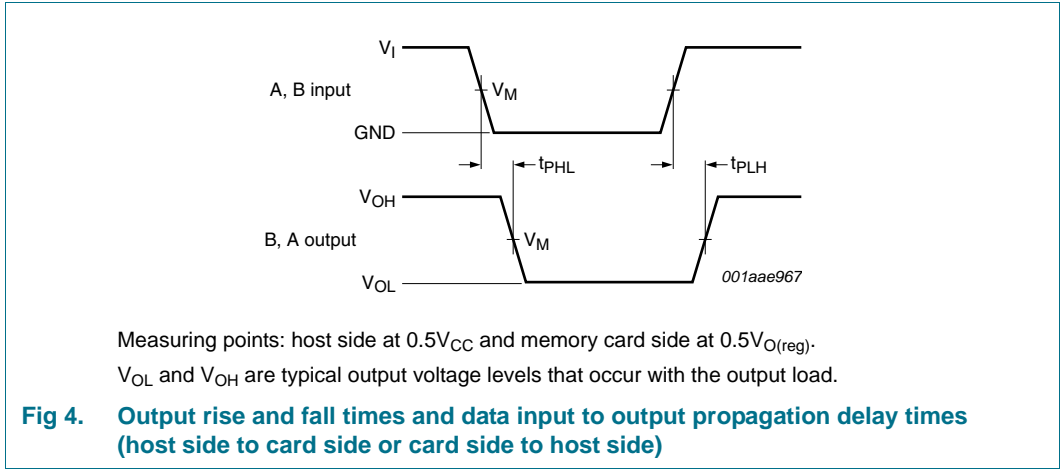 V_I
A, B input
V_M
GND
t_PHL
t_PLH
V_OH
B, A output
V_M
V_OL
001aae967
Measuring points: host side at 0.5V_CC and memory card side at 0.5V_O(reg).
V_OL and V_OH are typical output voltage levels that occur with the output load.
Fig 4. Output rise and fall times and data input to output propagation delay times
(host side to card side or card side to host side)